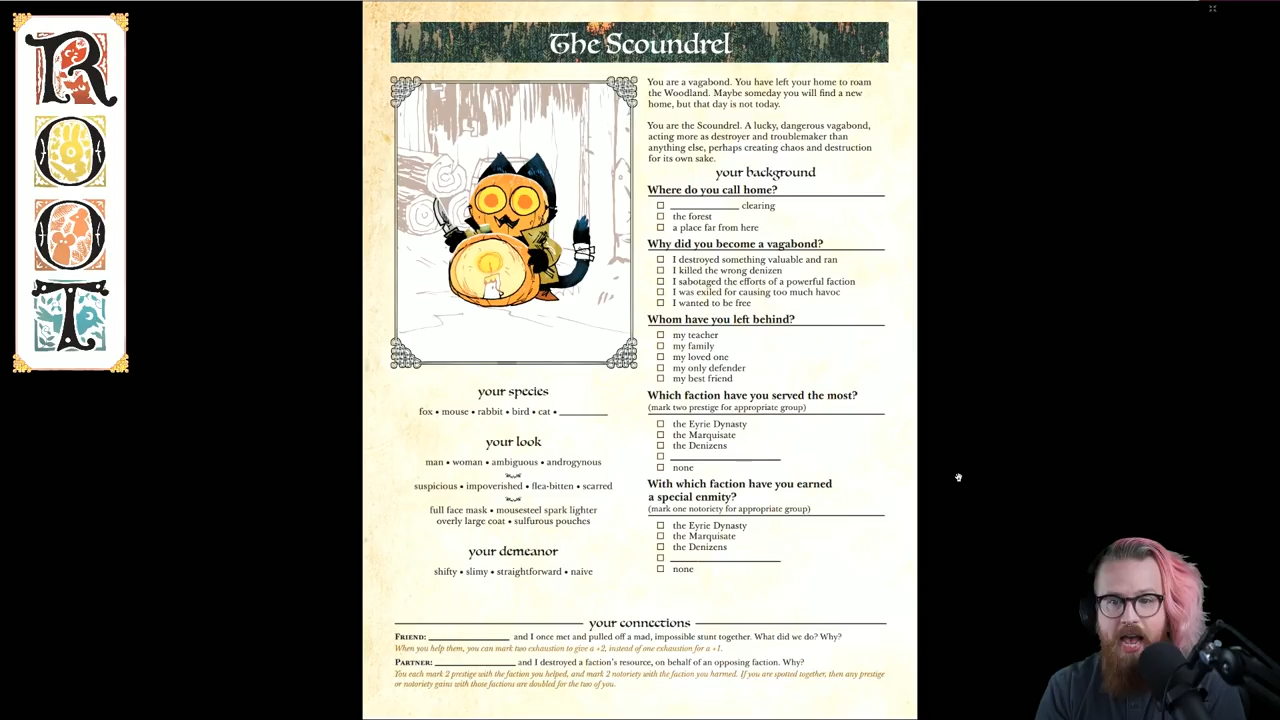 ROOT
The Scoundrel
You are a vagabond. You have left your home to roam
the Woodland. Maybe someday you will find a new
home, but that day is not today.
You are the Scoundrel. A lucky, dangerous vagabond,
acting more as destroyer and troublemaker than
anything else, perhaps creating chaos and destruction
for its own sake.
your background
Where do you call home?
☐ ______________ clearing
☐ the forest
☐ a place far from here
Why did you become a vagabond?
☐ I destroyed something valuable and ran
☐ I killed the wrong denizen
☐ I sabotaged the efforts of a powerful faction
☐ I was exiled for causing too much havoc
☐ I wanted to be free
Whom have you left behind?
☐ my teacher
☐ my family
☐ my loved one
☐ my only defender
☐ my best friend
Which faction have you served the most?
(mark two prestige for appropriate group)
☐ the Eyrie Dynasty
☐ the Marquisate
☐ the Denizens
☐ ______________________
☐ none
With which faction have you earned
a special enmity?
(mark one notoriety for appropriate group)
☐ the Eyrie Dynasty
☐ the Marquisate
☐ the Denizens
☐ ______________________
☐ none
your species
fox • mouse • rabbit • bird • cat • __________
your look
man • woman • ambiguous • androgynous
suspicious • impoverished • flea-bitten • scarred
full face mask • mousesteel spark lighter
overly large coat • sulfurous pouches
your demeanor
shifty • slimy • straightforward • naive
your connections
Friend: ________________ and I once met and pulled off a mad, impossible stunt together. What did we do? Why?
When you help them, you can mark two exhaustion to give a +2, instead of one exhaustion for a +1.
Partner: ________________ and I destroyed a faction's resource, on behalf of an opposing faction. Why?
You each mark 2 prestige with the faction you helped, and mark 2 notoriety with the faction you harmed. If you are spotted together, then any prestige
or notoriety gains with those factions are doubled for the two of you.